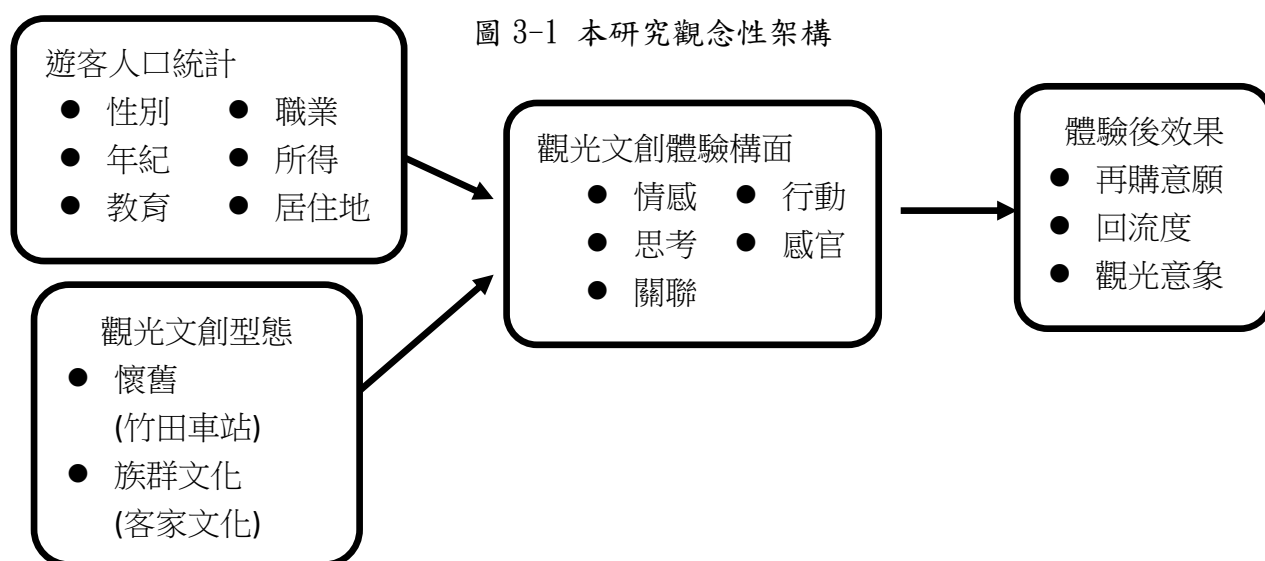 圖 3-1 本研究觀念性架構
遊客人口統計
● 性別 ● 職業
● 年紀 ● 所得
● 教育 ● 居住地
觀光文創型態
● 懷舊
(竹田車站)
● 族群文化
(客家文化)
觀光文創體驗構面
● 情感 ● 行動
● 思考 ● 感官
● 關聯
體驗後效果
● 再購意願
● 回流度
● 觀光意象